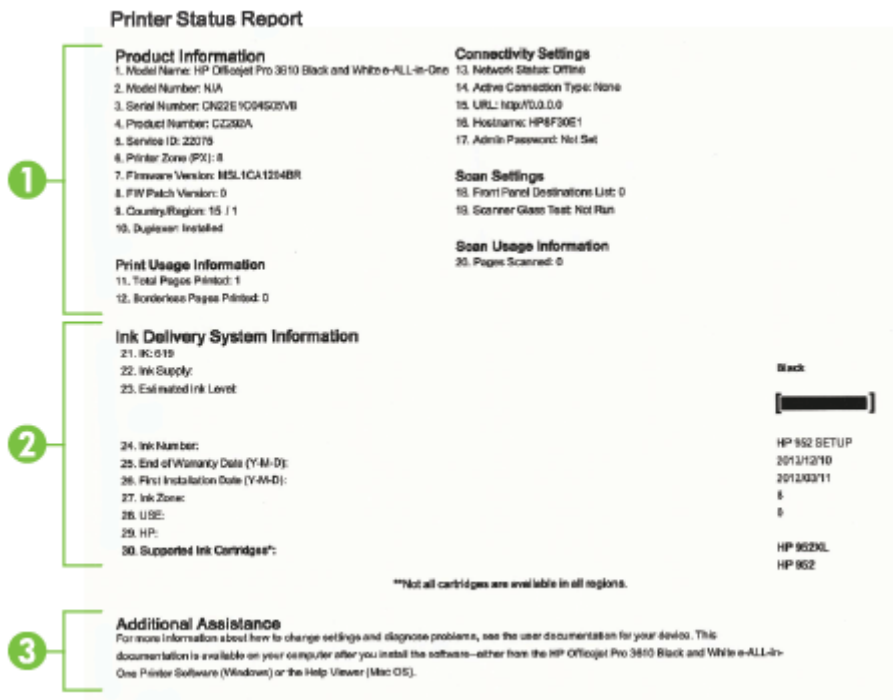 Printer Status Report
1
Product Information
1. Model Name: HP Officejet Pro 3610 Black and White e-ALL-in-One
2. Model Number: N/A
3. Serial Number:
4. Product Number: CZ292A
5. Service ID: 22076
6. Printer Zone (PX): 8
7. Firmware Version: MSL1CA1204BR
8. FW Patch Version: 0
9. Country/Region: 15 / 1
10. Duplexer: Installed
Print Usage Information
11. Total Pages Printed: 1
12. Borderless Pages Printed: 0
Connectivity Settings
13. Network Status: Offline
14. Active Connection Type: None
15. URL: http://0.0.0.0
16. Hostname: HP8F30E1
17. Admin Password: Not Set
Scan Settings
18. Front Panel Destinations List: 0
19. Scanner Glass Test: Not Run
Scan Usage Information
20. Pages Scanned: 0
2
Ink Delivery System Information
21. IK: 619
22. Ink Supply: Black
23. Estimated Ink Level:
24. Ink Number: HP 952 SETUP
25. End of Warranty Date (Y-M-D): 2013/12/10
26. First Installation Date (Y-M-D): 2012/03/11
27. Ink Zone:
28. USE: 0
29. HP:
30. Supported Ink Cartridges*: HP 952XL
HP 952
**Not all cartridges are available in all regions.
3
Additional Assistance
For more information about how to change settings and diagnose problems, see the user documentation for your device. This
documentation is available on your computer after you install the software--either from the HP Officejet Pro 3610 Black and White e-ALL-in-
One Printer Software (Windows) or the Help Viewer (Mac OS).